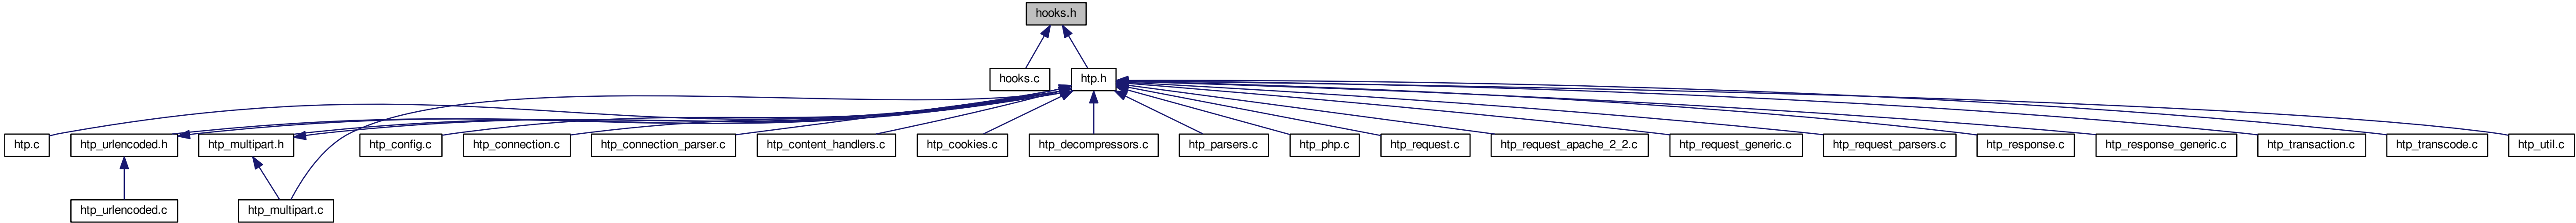 hooks.h
hooks.c
htp.h
htp.c
htp_urlencoded.h
htp_multipart.h
htp_config.c
htp_connection.c
htp_connection_parser.c
htp_content_handlers.c
htp_cookies.c
htp_decompressors.c
htp_parsers.c
htp_php.c
htp_request.c
htp_request_apache_2_2.c
htp_request_generic.c
htp_request_parsers.c
htp_response.c
htp_response_generic.c
htp_transaction.c
htp_transcode.c
htp_util.c
htp_urlencoded.c
htp_multipart.c